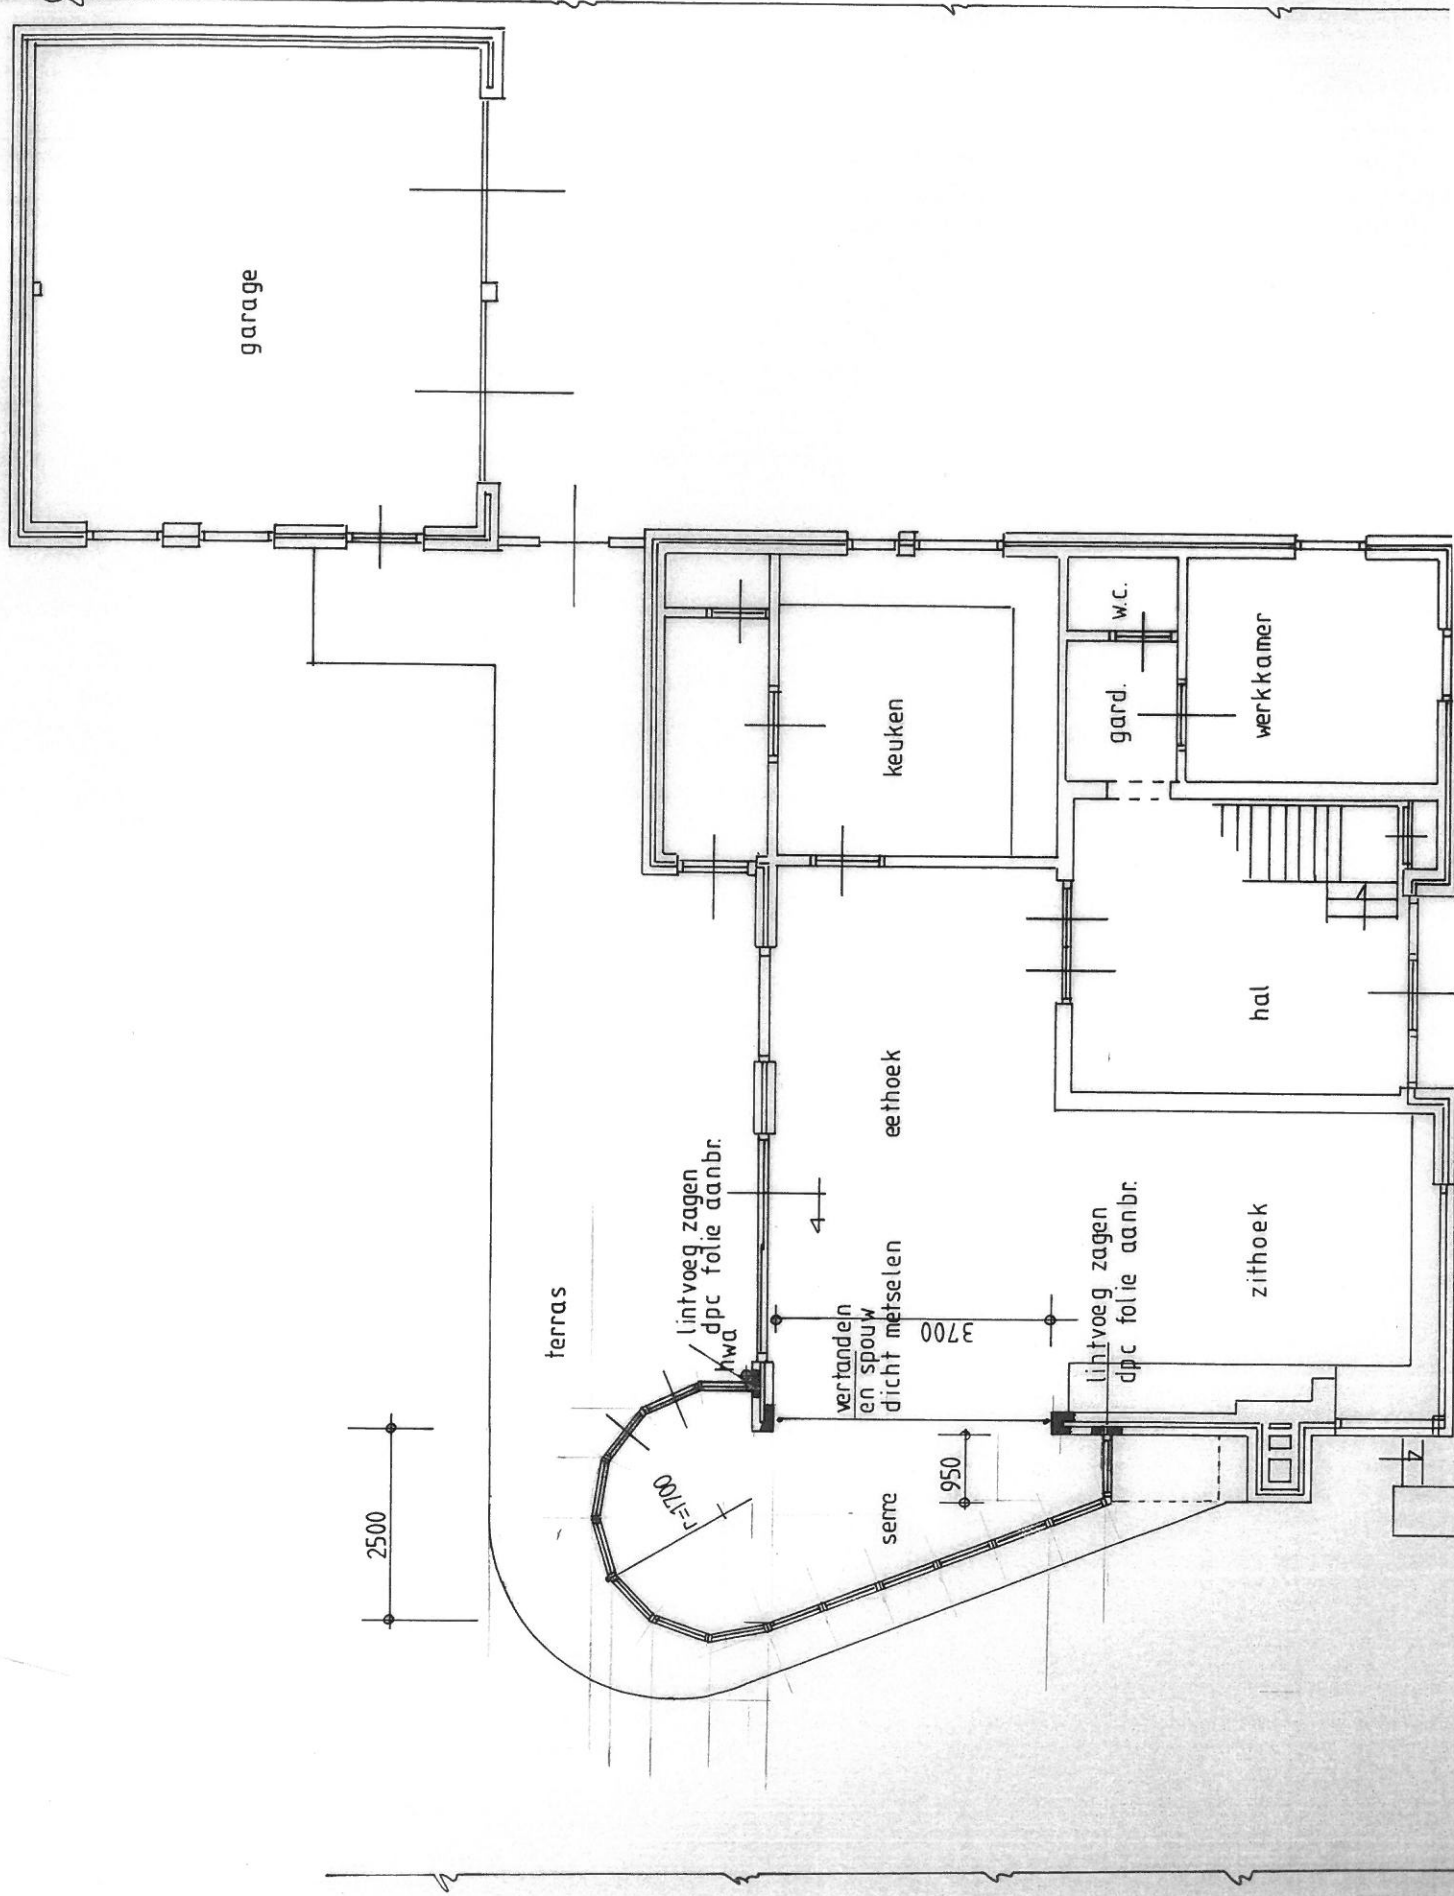 garage
2500
terras
lintvoeg zagen
dpc folie aanbr.
hwa
r=1700
keuken
w.c.
gard.
werkkamer
eethoek
hal
4
vertanden
en spouw
dicht metselen
3700
serre
950
lintvoeg zagen
dpc folie aanbr.
zithoek